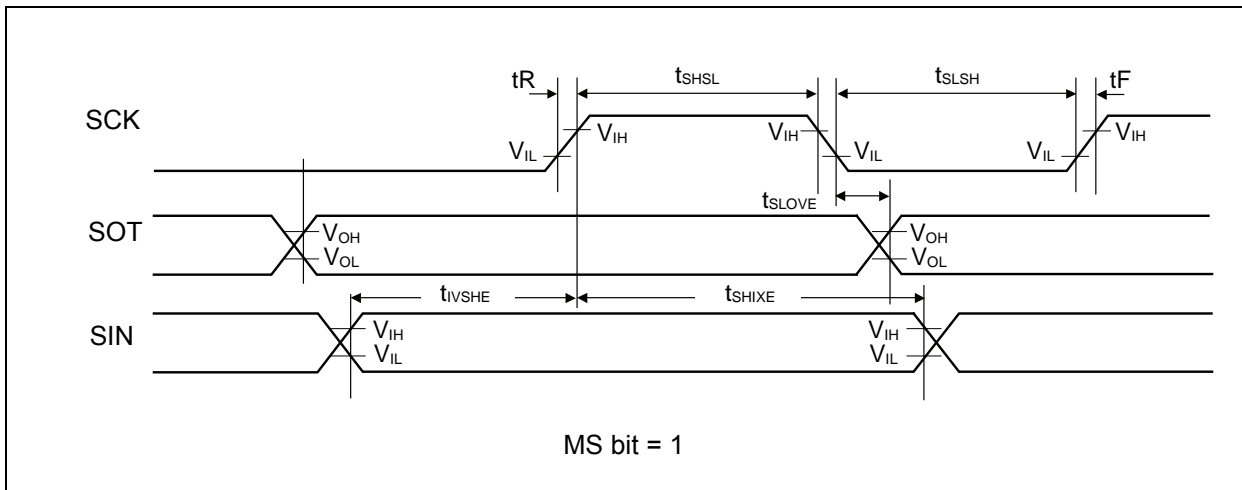 tR
tSHSL
tSLSH
tF
SCK
VIH
VIH
VIH
VIL
VIL
VIL
tSLOVE
SOT
VOH
VOH
VOL
VOL
tIVSHE
tSHIXE
SIN
VIH
VIH
VIL
VIL
MS bit = 1